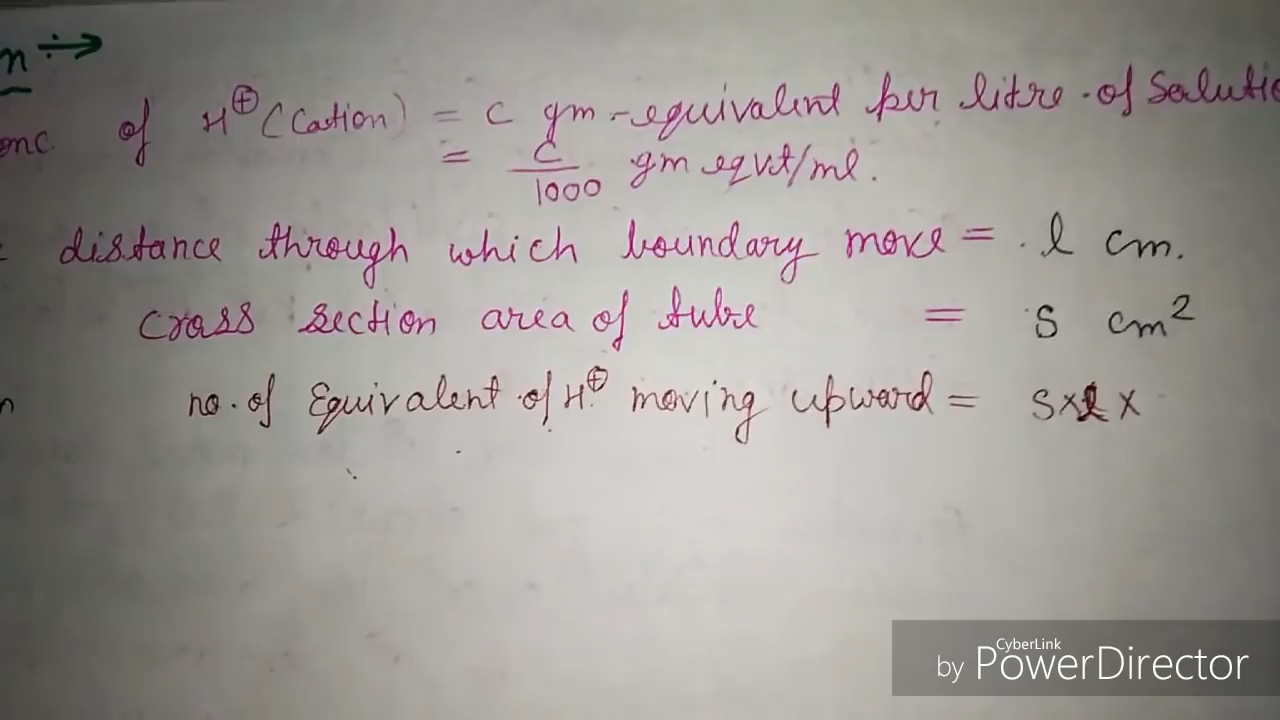 n ÷→
onc. of H⊕ (Cation) = C gm-equivalent per litre of Solutio
= C/1000 gm eqvt/ml.
distance through which boundary move = l cm.
Cross section area of tube = S cm²
n no. of Equivalent of H⊕ moving upward = S×l×
CyberLink
by PowerDirector